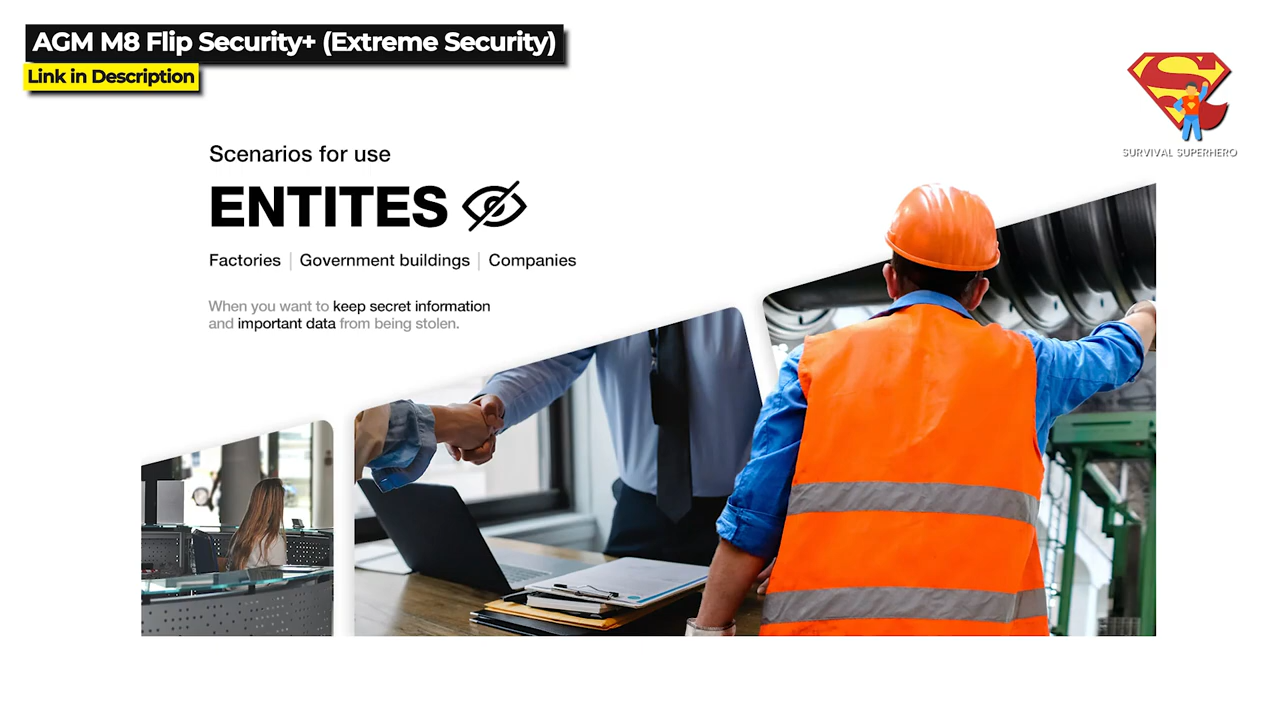 AGM M8 Flip Security+ (Extreme Security)
Link in Description
SURVIVAL SUPERHERO
Scenarios for use
ENTITES
Factories | Government buildings | Companies
When you want to keep secret information
and important data from being stolen.